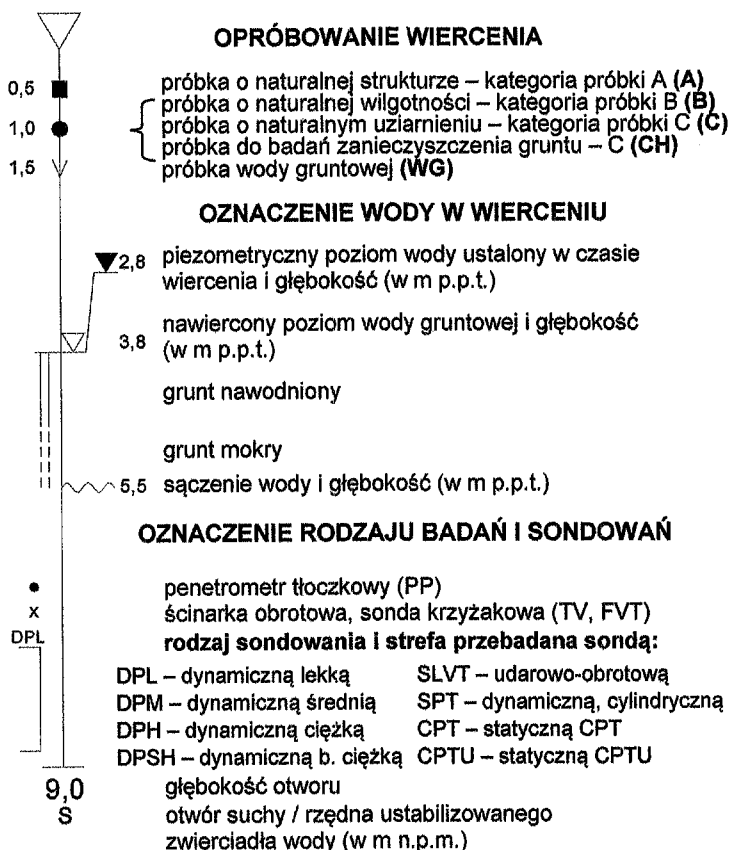 OPRÓBOWANIE WIERCENIA
0,5 próbka o naturalnej strukturze – kategoria próbki A (A)
próbka o naturalnej wilgotności – kategoria próbki B (B)
1,0 próbka o naturalnym uziarnieniu – kategoria próbki C (C)
próbka do badań zanieczyszczenia gruntu – C (CH)
1,5 próbka wody gruntowej (WG)
OZNACZENIE WODY W WIERCENIU
2,8 piezometryczny poziom wody ustalony w czasie
wiercenia i głębokość (w m p.p.t.)
nawiercony poziom wody gruntowej i głębokość
3,8 (w m p.p.t.)
grunt nawodniony
grunt mokry
5,5 sączenie wody i głębokość (w m p.p.t.)
OZNACZENIE RODZAJU BADAŃ I SONDOWAŃ
penetrometr tłoczkowy (PP)
x ścinarka obrotowa, sonda krzyżakowa (TV, FVT)
DPL rodzaj sondowania i strefa przebadana sondą:
DPL – dynamiczną lekką SLVT – udarowo-obrotową
DPM – dynamiczną średnią SPT – dynamiczną, cylindryczną
DPH – dynamiczną ciężką CPT – statyczną CPT
DPSH – dynamiczną b. ciężką CPTU – statyczną CPTU
9,0 głębokość otworu
S otwór suchy / rzędna ustabilizowanego
zwierciadła wody (w m n.p.m.)